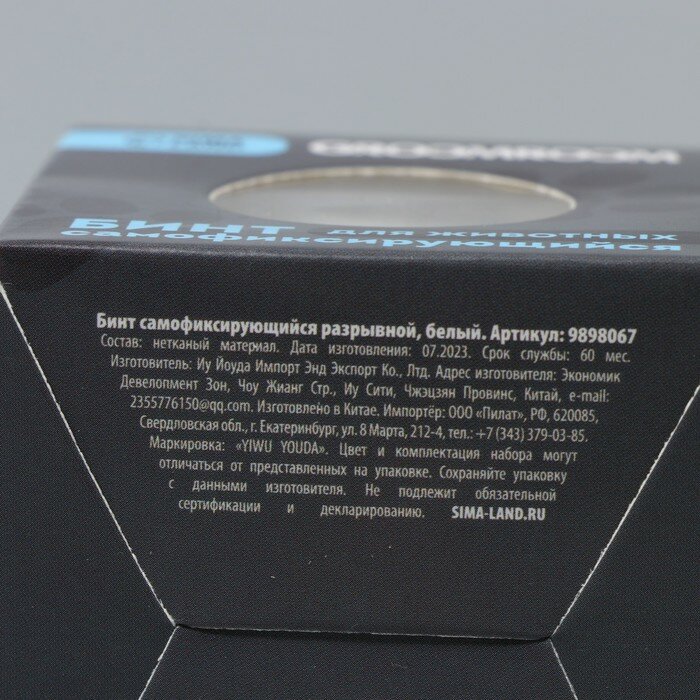 GROOMROOM
БИНТ для животных
самофиксирующийся
Бинт самофиксирующийся разрывной, белый. Артикул: 9898067
Состав: нетканый материал. Дата изготовления: 07.2023. Срок службы: 60 мес.
Изготовитель: Иу Йоуда Импорт Энд Экспорт Ко., Лтд. Адрес изготовителя: Экономик
Девелопмент Зон, Чоу Жианг Стр., Иу Сити, Чжэцзян Провинс, Китай, e-mail:
2355776150@qq.com. Изготовлено в Китае. Импортёр: ООО «Пилат», РФ, 620085,
Свердловская обл., г. Екатеринбург, ул. 8 Марта, 212-4, тел.: +7 (343) 379-03-85.
Маркировка: «YIWU YOUDA». Цвет и комплектация набора могут
отличаться от представленных на упаковке. Сохраняйте упаковку
с данными изготовителя. Не подлежит обязательной
сертификации и декларированию. SIMA-LAND.RU